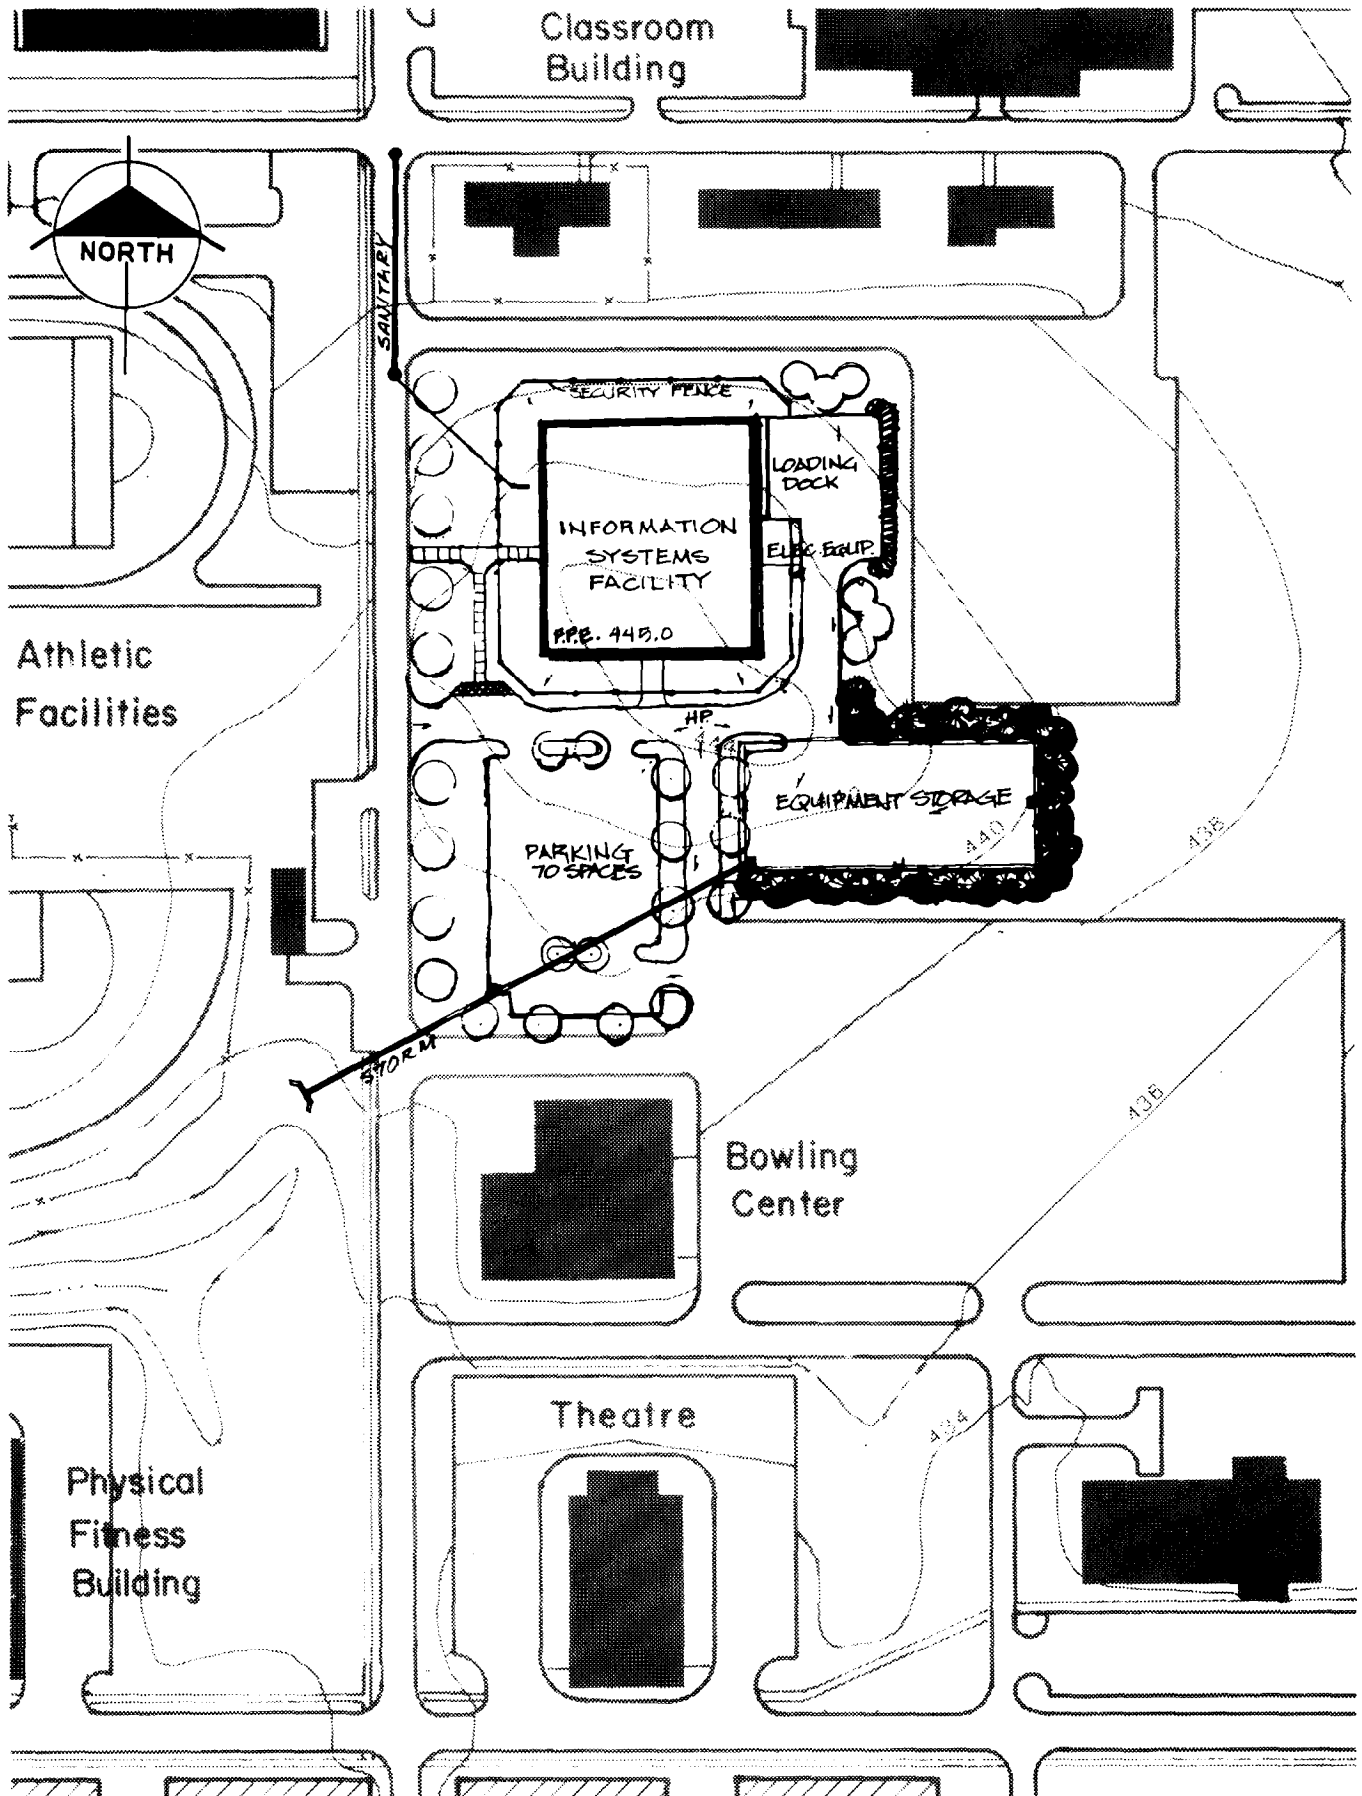 Classroom
Building
NORTH
SANITARY
SECURITY FENCE
LOADING
DOCK
INFORMATION
SYSTEMS
FACILITY
ELEC. EQUIP.
F.F.E. 445.0
Athletic
Facilities
HP
EQUIPMENT STORAGE
PARKING
70 SPACES
440
438
STORM
436
Bowling
Center
Theatre
434
Physical
Fitness
Building